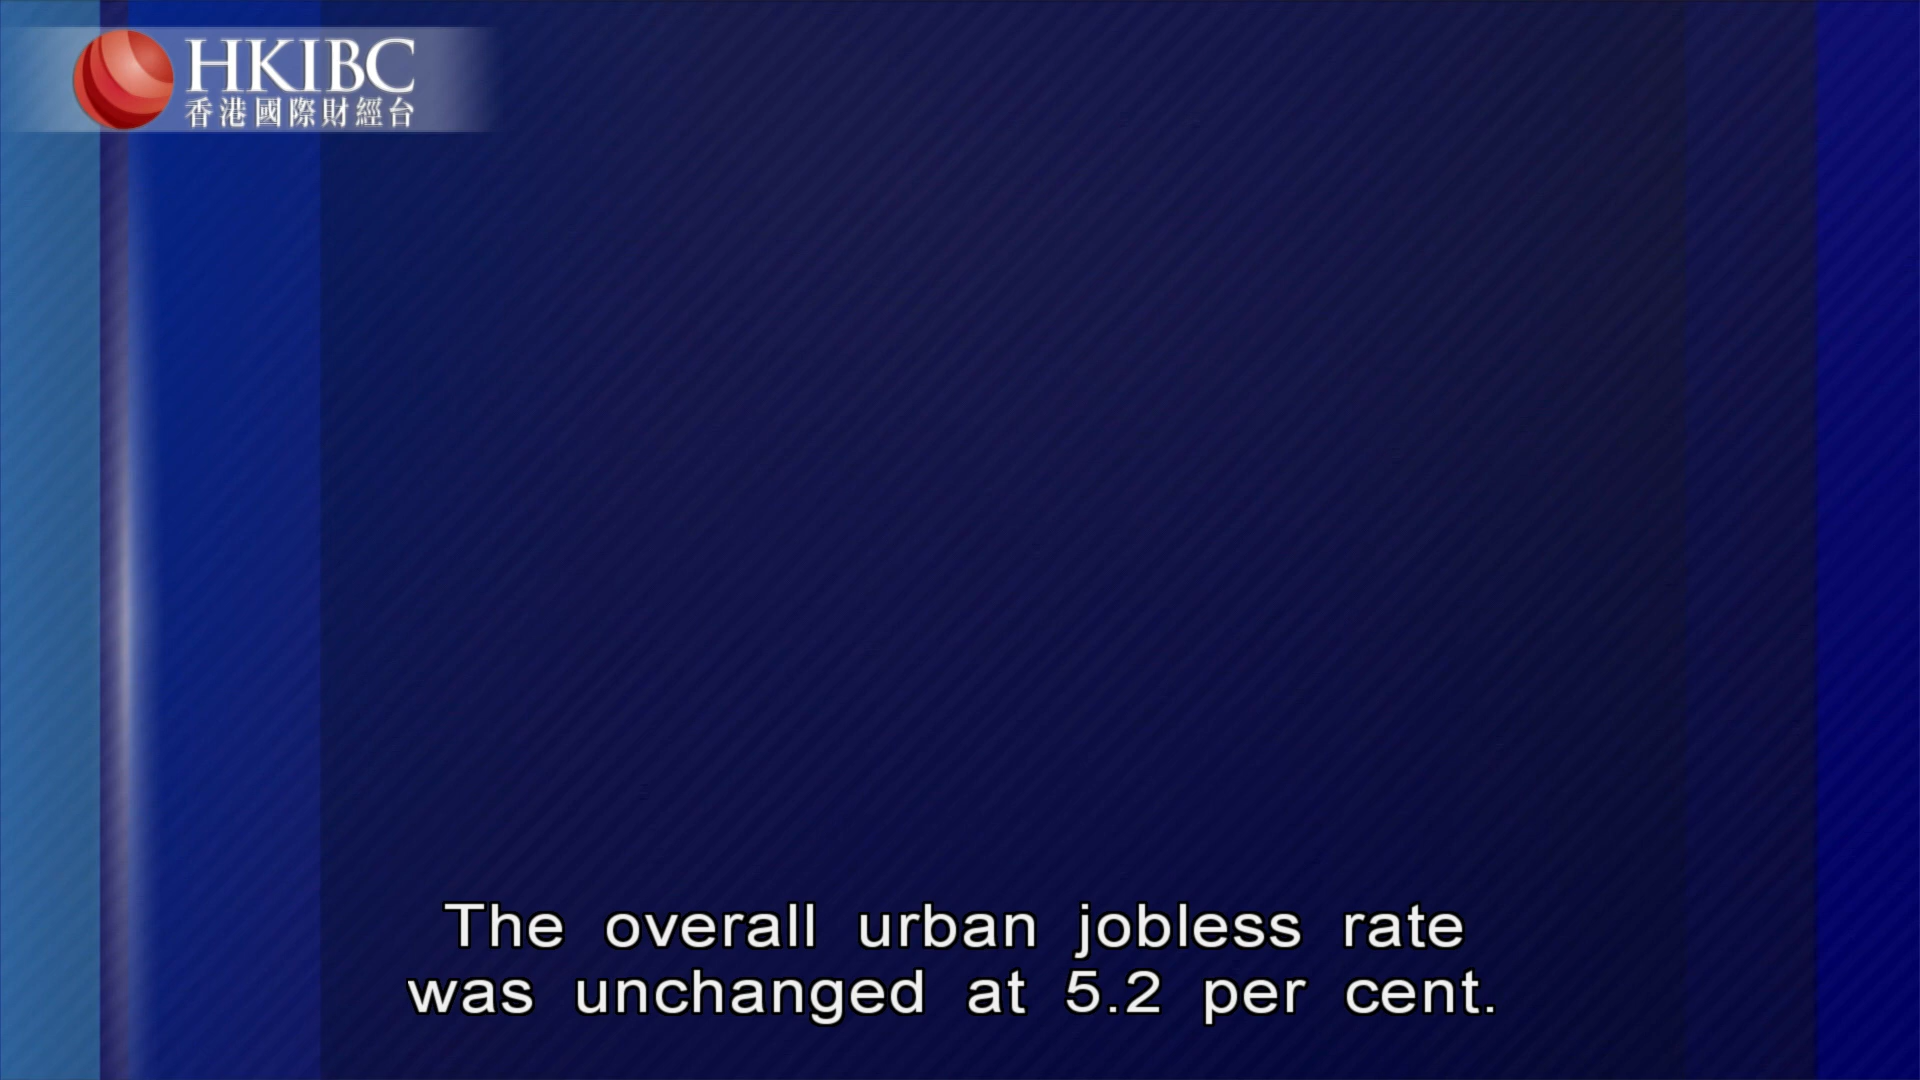 HKIBC
香港國際財經台
The overall urban jobless rate
was unchanged at 5.2 per cent.